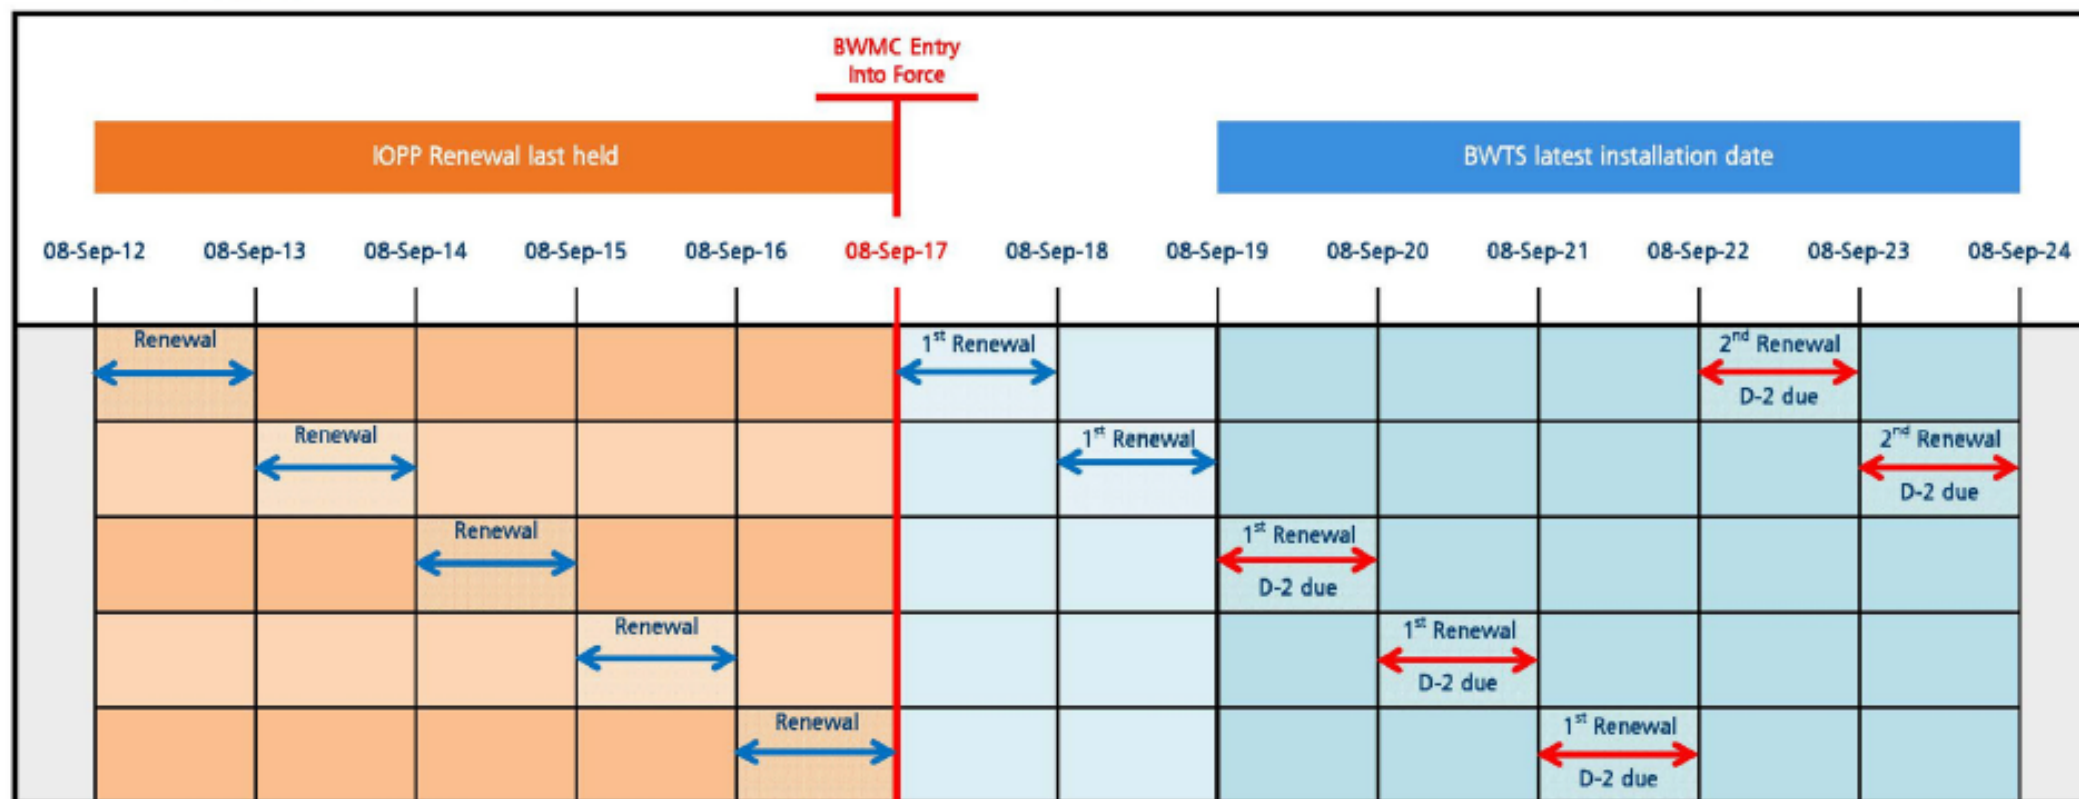 BWMC Entry
Into Force
IOPP Renewal last held
BWTS latest installation date
08-Sep-12 08-Sep-13 08-Sep-14 08-Sep-15 08-Sep-16 08-Sep-17 08-Sep-18 08-Sep-19 08-Sep-20 08-Sep-21 08-Sep-22 08-Sep-23 08-Sep-24
Renewal 1st Renewal 2nd Renewal
D-2 due
Renewal 1st Renewal 2nd Renewal
D-2 due
Renewal 1st Renewal
D-2 due
Renewal 1st Renewal
D-2 due
Renewal 1st Renewal
D-2 due